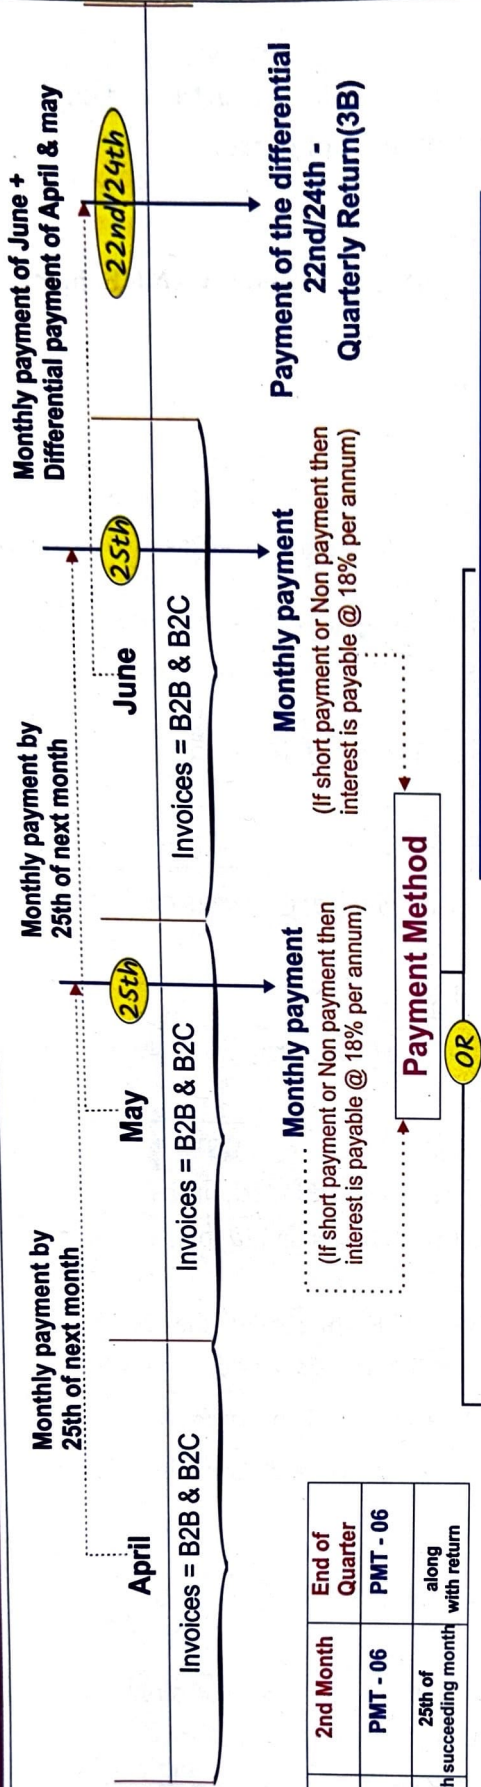 Monthly payment by
25th of next month
Monthly payment by
25th of next month
Monthly payment of June +
Differential payment of April & may
April
May
25th
June
25th
22nd/24th
Invoices = B2B & B2C
Invoices = B2B & B2C
Invoices = B2B & B2C
Monthly payment
(If short payment or Non payment then
interest is payable @ 18% per annum)
Monthly payment
(If short payment or Non payment then
interest is payable @ 18% per annum)
Payment of the differential
22nd/24th -
Quarterly Return(3B)
Payment Method
OR
2nd Month
End of
Quarter
PMT - 06
PMT - 06
25th of
succeeding month
along
with return